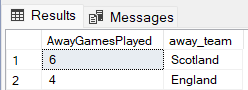 Results Messages
AwayGamesPlayed away_team
1 6 Scotland
2 4 England